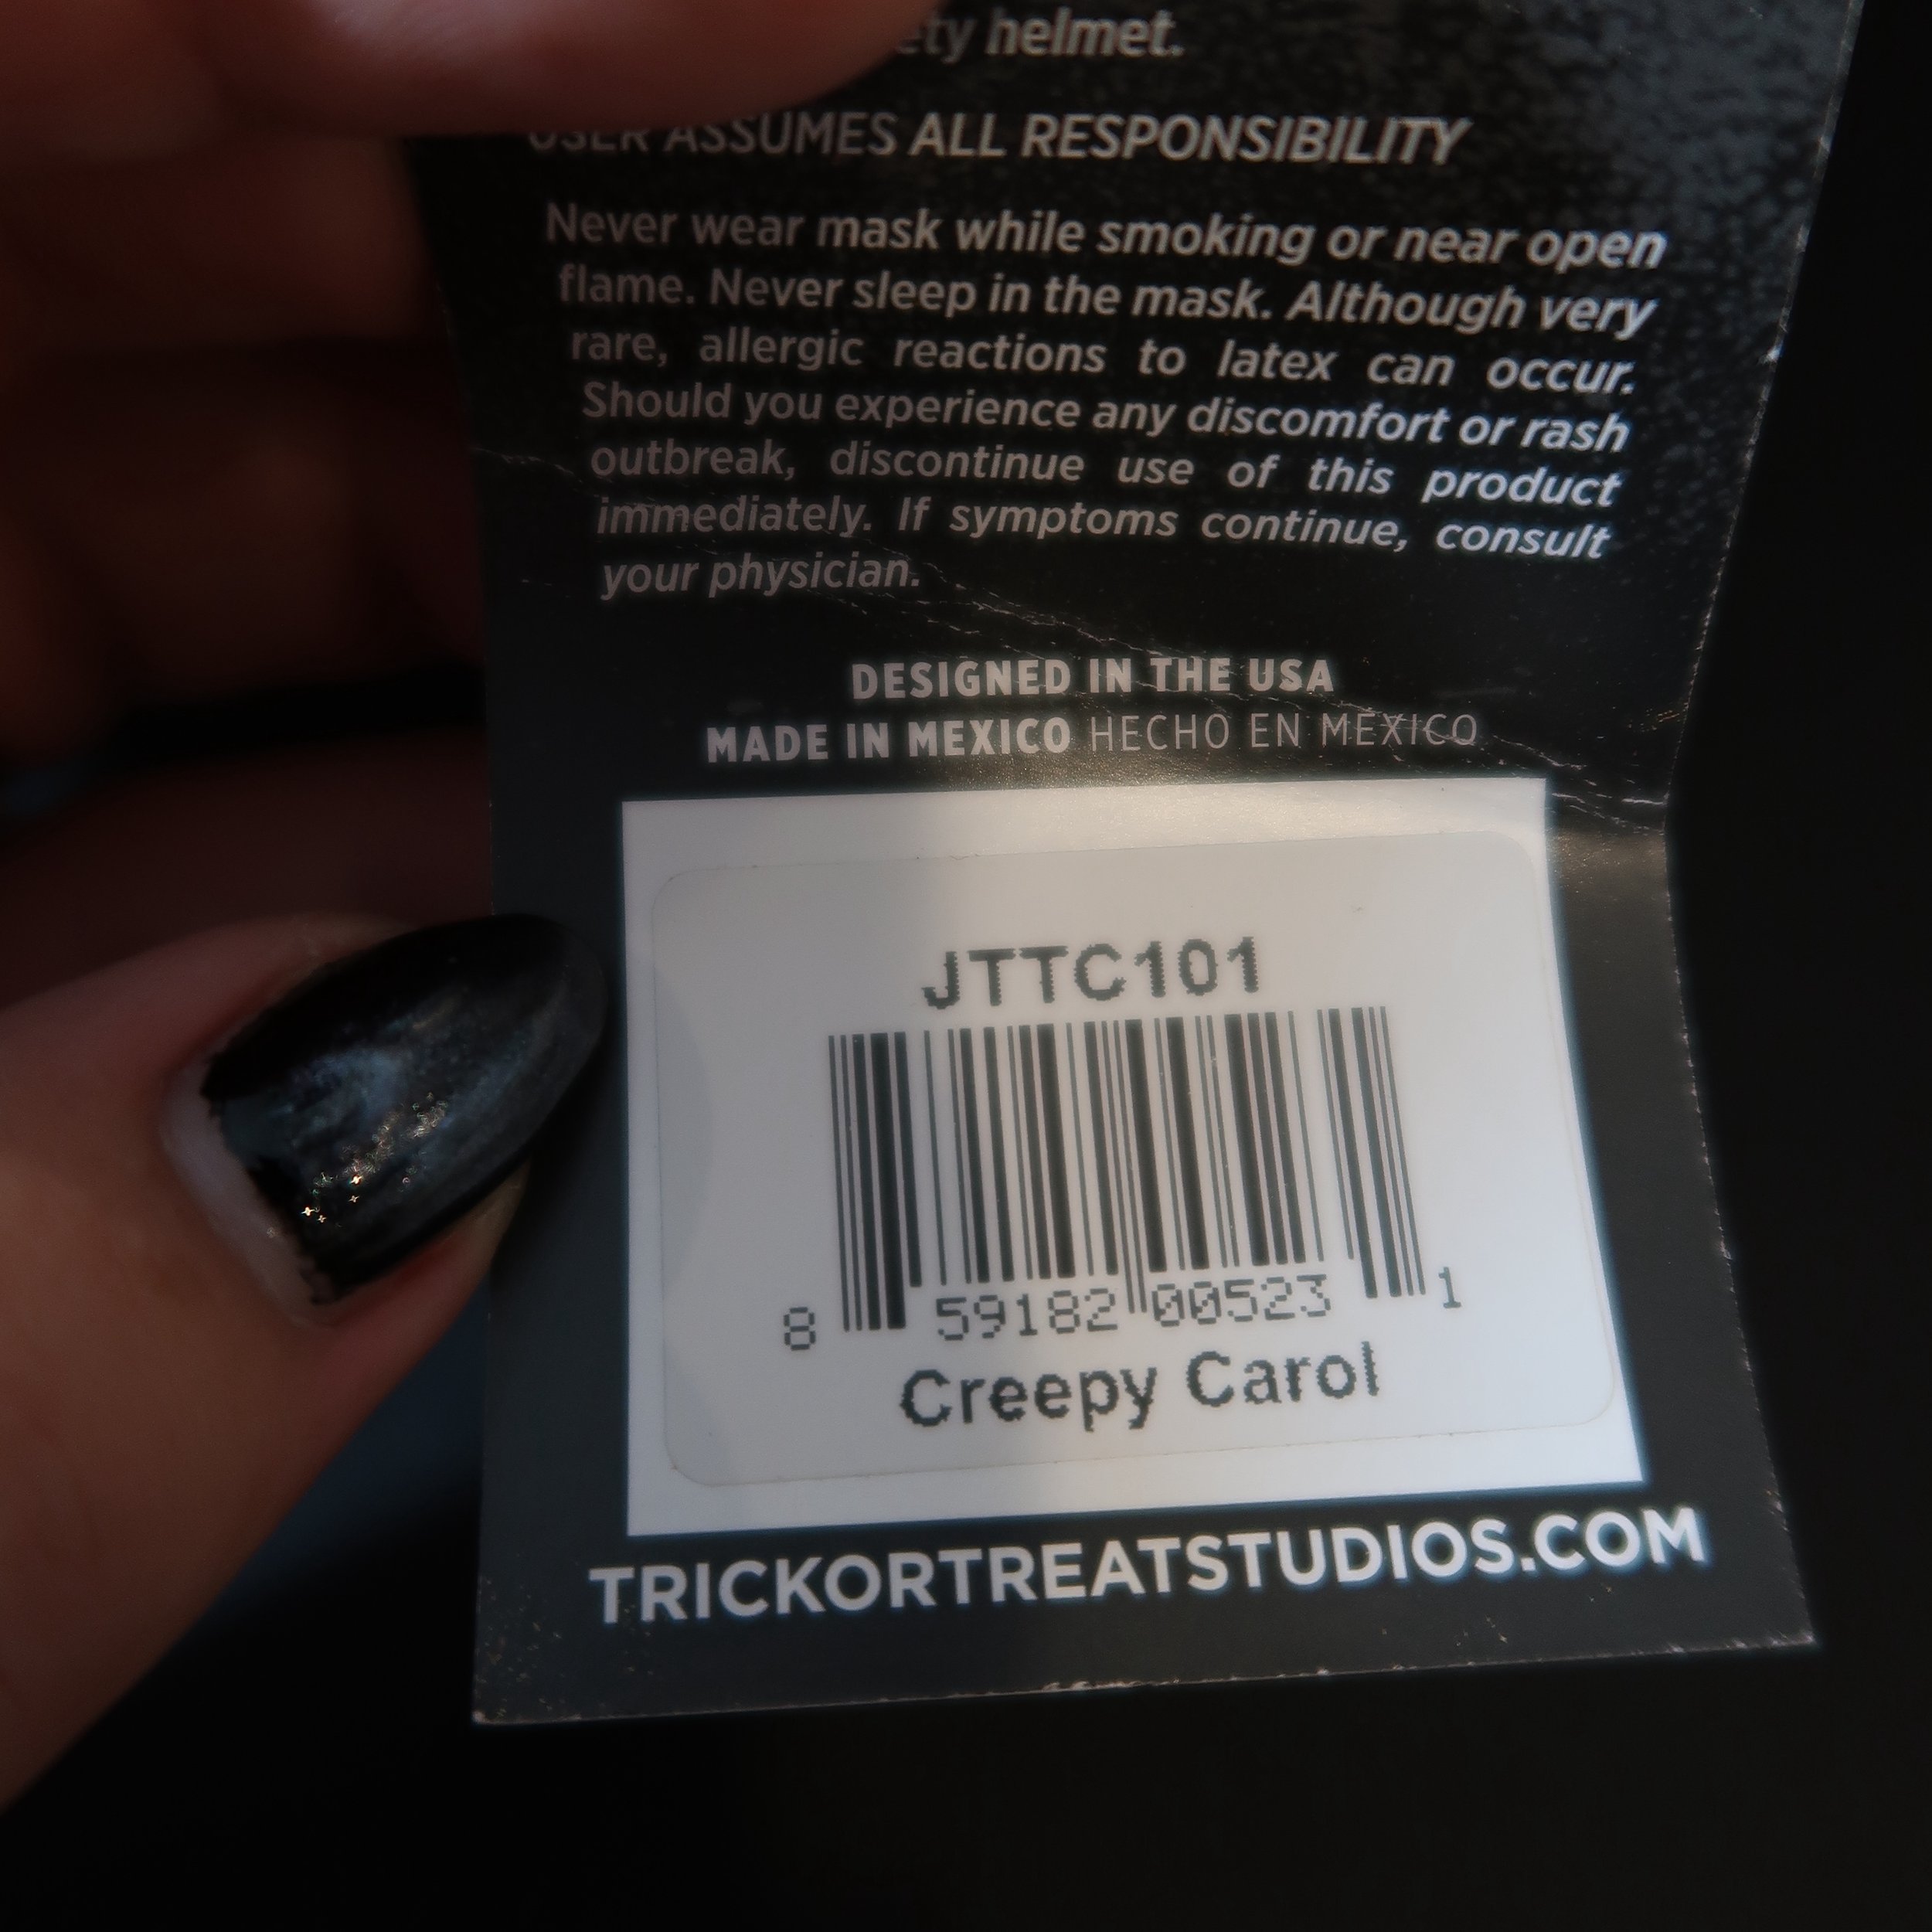 helmet.
USER ASSUMES ALL RESPONSIBILITY
Never wear mask while smoking or near open
flame. Never sleep in the mask. Although very
rare, allergic reactions to latex can occur.
Should you experience any discomfort or rash
outbreak, discontinue use of this product
immediately. If symptoms continue, consult
your physician.
DESIGNED IN THE USA
MADE IN MEXICO HECHO EN MEXICO
JTTC101
8 59182 00523 1
Creepy Carol
TRICKORTREATSTUDIOS.COM